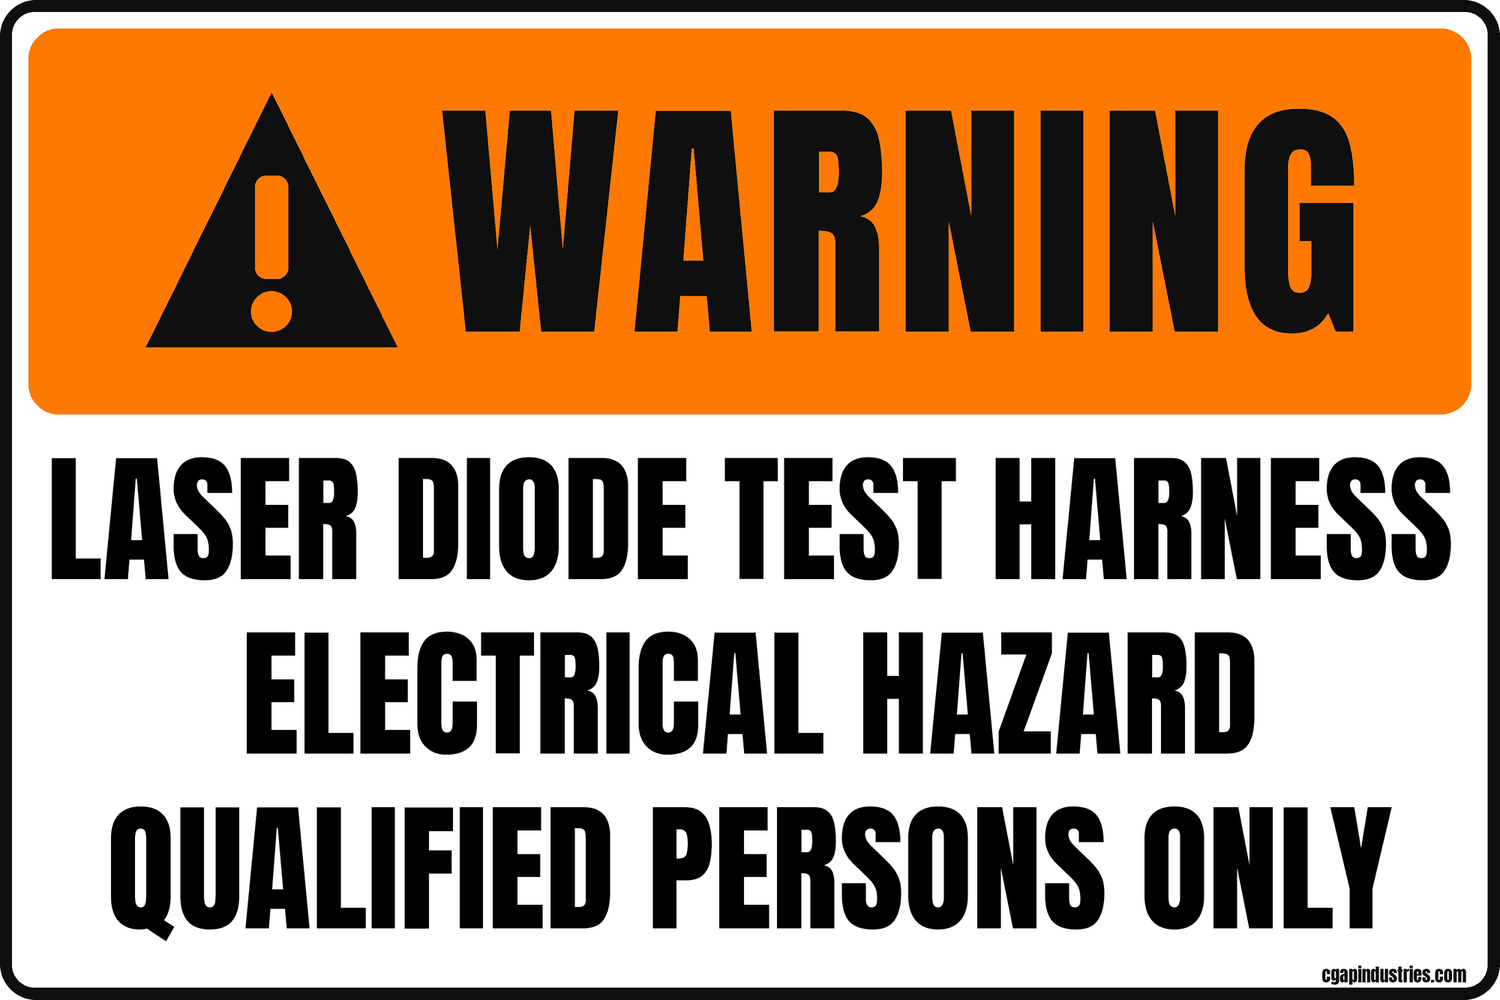 WARNING
LASER DIODE TEST HARNESS
ELECTRICAL HAZARD
QUALIFIED PERSONS ONLY
cgapindustries.com